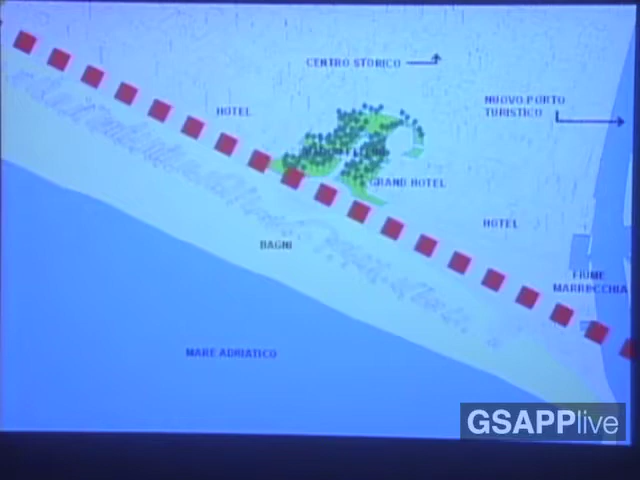 CENTRO STORICO
NUOVO PORTO
TURISTICO
HOTEL
GRAND HOTEL
HOTEL
BAGNI
FIUME
MARECCHIA
MARE ADRIATICO
GSAPPlive